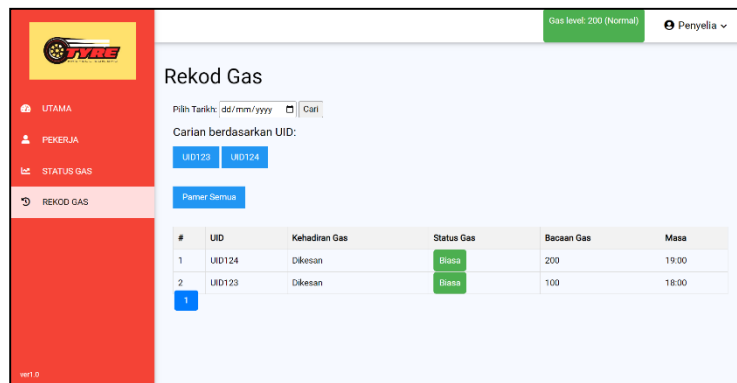 Gas level: 200 (Normal)
Penyelia
TYRE
Rekod Gas
Pilih Tarikh: dd/mm/yyyy Cari
Carian berdasarkan UID:
UID123 UID124
Pamer Semua
UTAMA
PEKERJA
STATUS GAS
REKOD GAS
# UID Kehadiran Gas Status Gas Bacaan Gas Masa
1 UID124 Dikesan Biasa 200 19:00
2 UID123 Dikesan Biasa 100 18:00
1
ver1.0